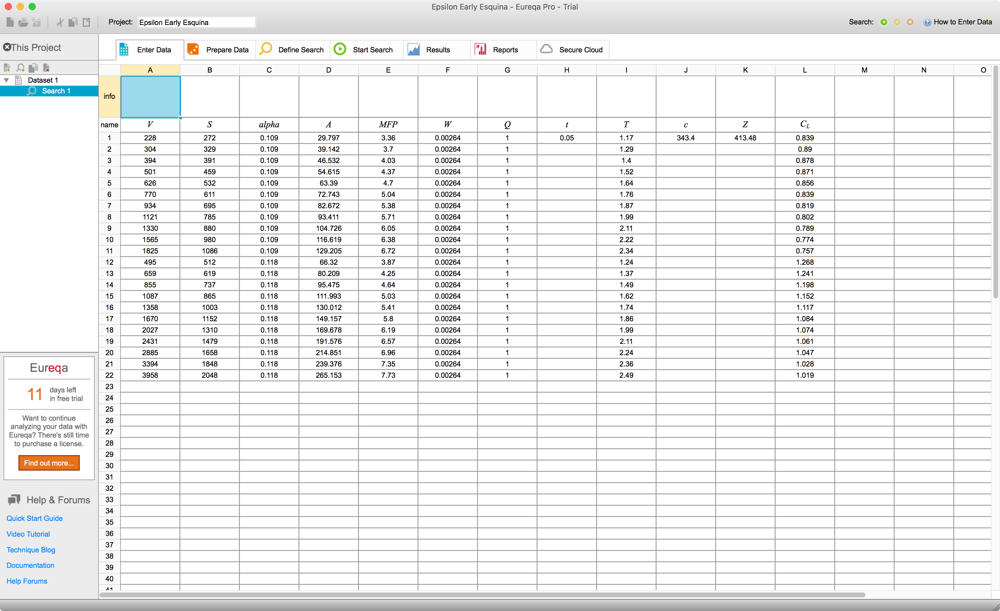 Epsilon Early Esquina - Eureqa Pro - Trial
Project: Epsilon Early Esquina
Search: How to Enter Data
This Project
Enter Data Prepare Data Define Search Start Search Results Reports Secure Cloud
Dataset 1
Search 1
A B C D E F G H I J K L M N O
info
name V S alpha A MFP W Q t T c Z C_L
1 228 272 0.109 29.797 3.36 0.00264 1 0.05 1.17 343.4 413.48 0.839
2 304 329 0.109 39.142 3.7 0.00264 1 1.29 0.89
3 394 391 0.109 46.532 4.03 0.00264 1 1.4 0.878
4 501 459 0.109 54.615 4.37 0.00264 1 1.52 0.871
5 626 532 0.109 63.39 4.7 0.00264 1 1.64 0.856
6 770 611 0.109 72.743 5.04 0.00264 1 1.76 0.839
7 934 695 0.109 82.672 5.38 0.00264 1 1.87 0.819
8 1121 785 0.109 93.411 5.71 0.00264 1 1.99 0.802
9 1330 880 0.109 104.726 6.05 0.00264 1 2.11 0.789
10 1565 980 0.109 116.619 6.38 0.00264 1 2.22 0.774
11 1825 1086 0.109 129.205 6.72 0.00264 1 2.34 0.757
12 495 512 0.118 66.32 3.87 0.00264 1 1.24 1.268
13 659 619 0.118 80.209 4.25 0.00264 1 1.37 1.241
14 855 737 0.118 95.475 4.64 0.00264 1 1.49 1.198
15 1087 865 0.118 111.993 5.03 0.00264 1 1.62 1.152
16 1358 1003 0.118 130.012 5.41 0.00264 1 1.74 1.117
17 1670 1152 0.118 149.157 5.8 0.00264 1 1.86 1.084
18 2027 1310 0.118 169.678 6.19 0.00264 1 1.99 1.074
19 2431 1479 0.118 191.576 6.57 0.00264 1 2.11 1.061
20 2885 1658 0.118 214.851 6.96 0.00264 1 2.24 1.047
21 3394 1848 0.118 239.376 7.35 0.00264 1 2.36 1.028
22 3958 2048 0.118 265.153 7.73 0.00264 1 2.49 1.019
23
24
25
26
27
28
29
30
31
32
33
34
35
36
37
38
39
40
41
Eureqa
11 days left
in free trial
Want to continue
analyzing your data with
Eureqa? There's still time
to purchase a license.
Find out more...
Help & Forums
Quick Start Guide
Video Tutorial
Technique Blog
Documentation
Help Forums